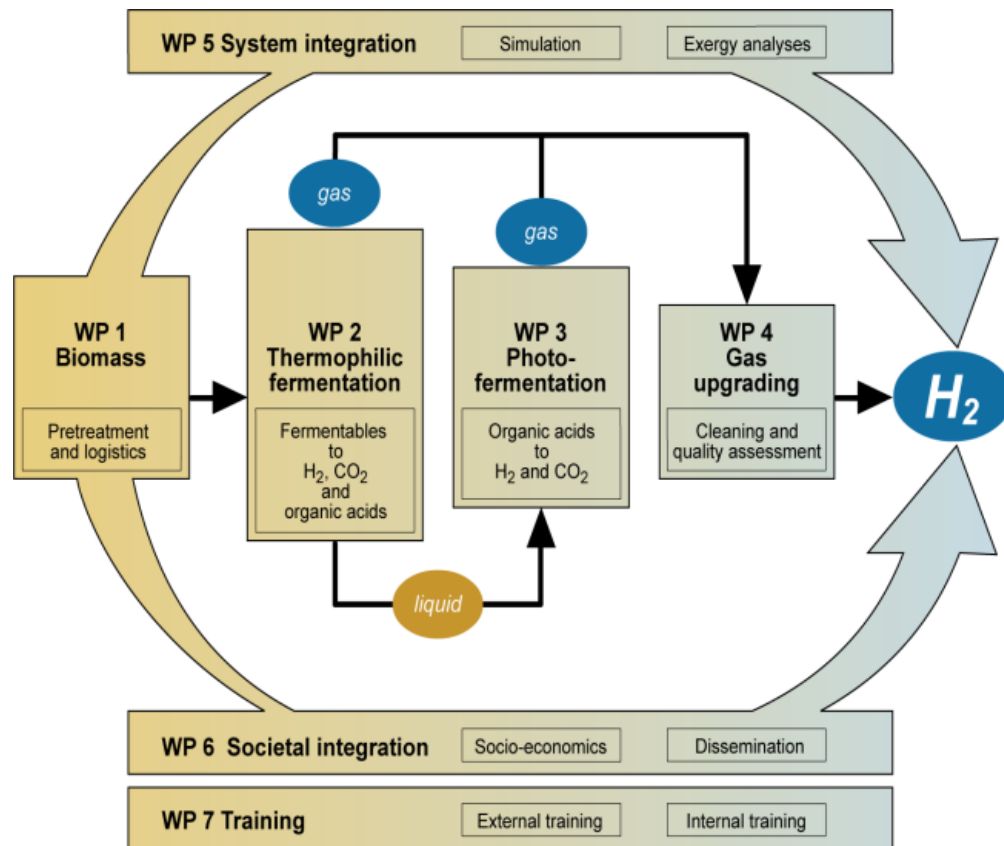 WP 5 System integration
Simulation
Exergy analyses
gas
gas
WP 1
Biomass
Pretreatment
and logistics
WP 2
Thermophilic
fermentation
Fermentables
to
H₂, CO₂
and
organic acids
WP 3
Photo-
fermentation
Organic acids
to
H₂ and CO₂
WP 4
Gas
upgrading
Cleaning and
quality assessment
H₂
liquid
WP 6 Societal integration
Socio-economics
Dissemination
WP 7 Training
External training
Internal training